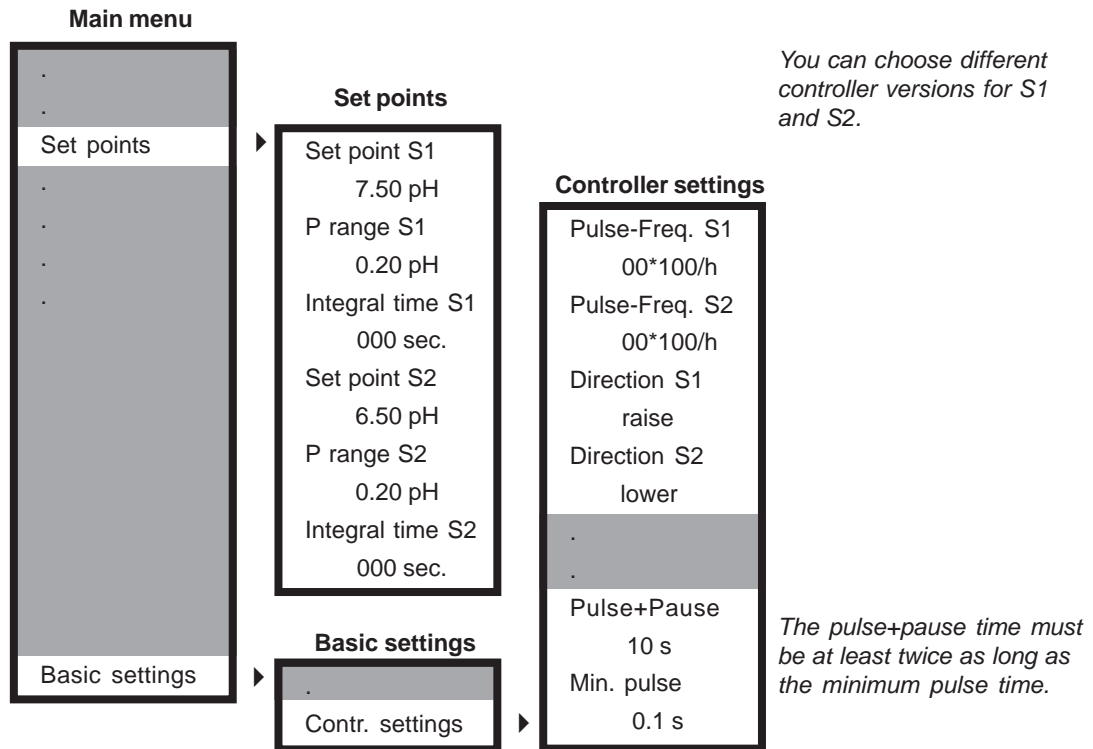 Main menu
.
.
Set points
.
.
.
.
Basic settings
Set points
Set point S1
7.50 pH
P range S1
0.20 pH
Integral time S1
000 sec.
Set point S2
6.50 pH
P range S2
0.20 pH
Integral time S2
000 sec.
Basic settings
.
Contr. settings
Controller settings
Pulse-Freq. S1
00*100/h
Pulse-Freq. S2
00*100/h
Direction S1
raise
Direction S2
lower
.
.
Pulse+Pause
10 s
Min. pulse
0.1 s
You can choose different
controller versions for S1
and S2.
The pulse+pause time must
be at least twice as long as
the minimum pulse time.